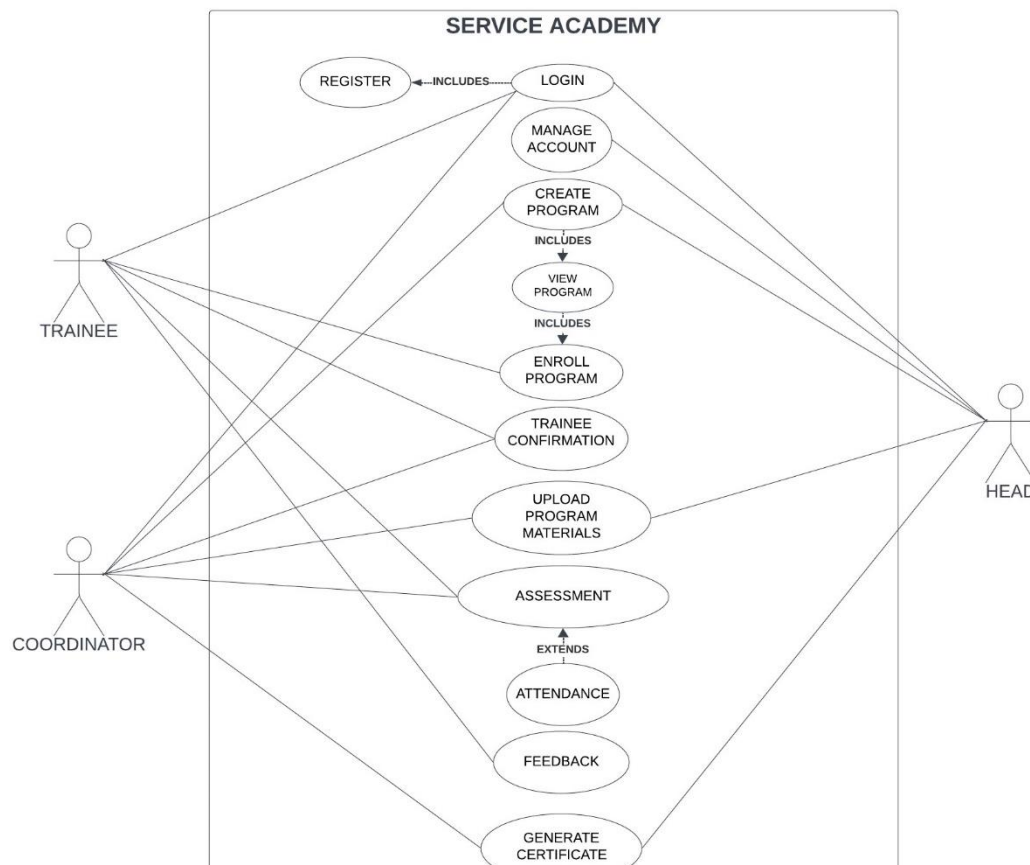 SERVICE ACADEMY
REGISTER
INCLUDES
LOGIN
MANAGE
ACCOUNT
CREATE
PROGRAM
INCLUDES
VIEW
PROGRAM
INCLUDES
ENROLL
PROGRAM
TRAINEE
TRAINEE
CONFIRMATION
HEAD
UPLOAD
PROGRAM
MATERIALS
ASSESSMENT
COORDINATOR
EXTENDS
ATTENDANCE
FEEDBACK
GENERATE
CERTIFICATE